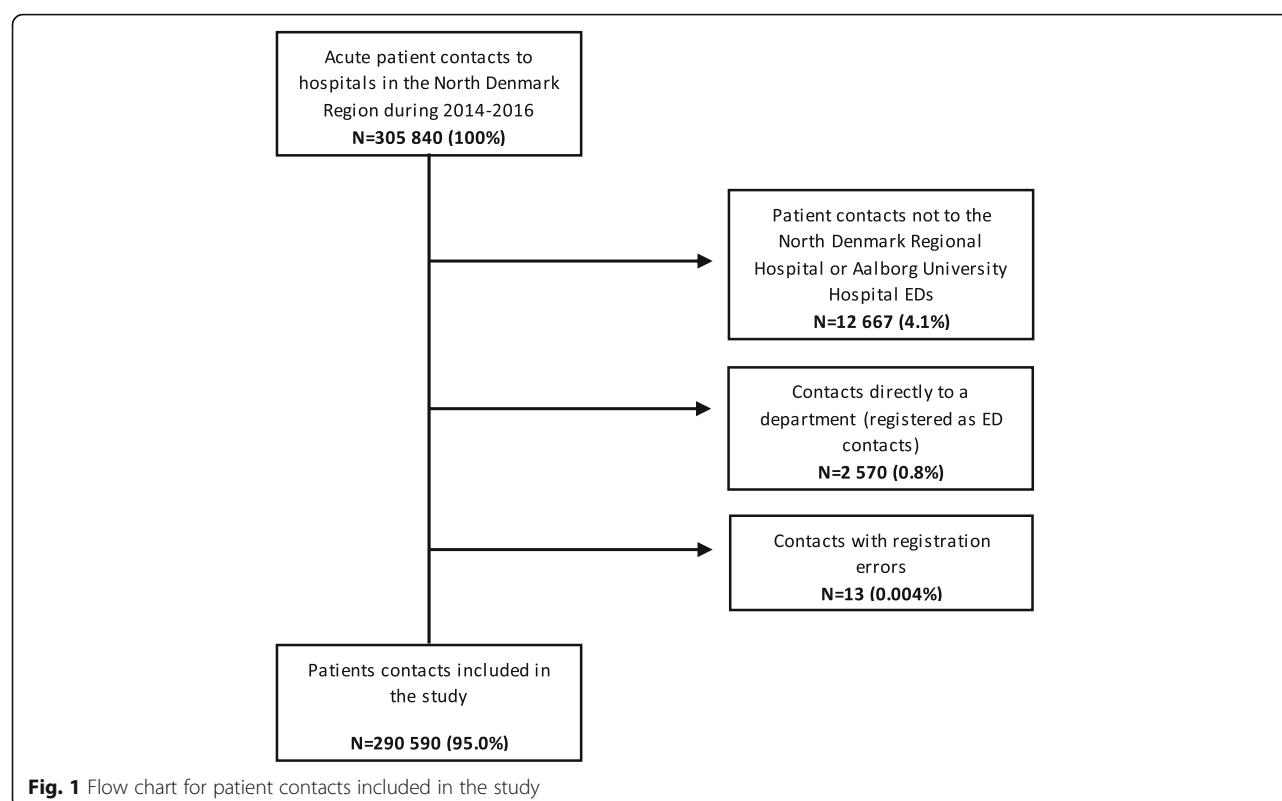 Acute patient contacts to
hospitals in the North Denmark
Region during 2014-2016
N=305 840 (100%)
Patient contacts not to the
North Denmark Regional
Hospital or Aalborg University
Hospital EDs
N=12 667 (4.1%)
Contacts directly to a
department (registered as ED
contacts)
N=2 570 (0.8%)
Contacts with registration
errors
N=13 (0.004%)
Patients contacts included in
the study
N=290 590 (95.0%)
Fig. 1 Flow chart for patient contacts included in the study